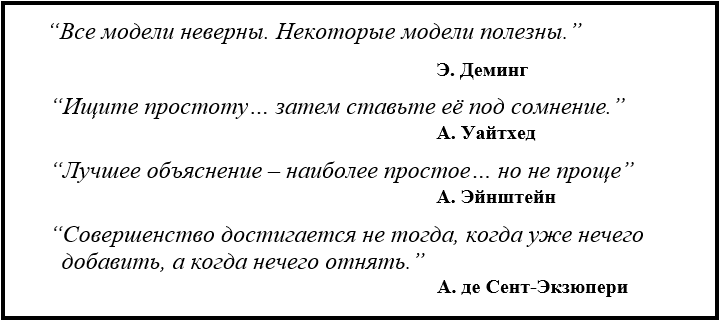 “Все модели неверны. Некоторые модели полезны.”
Э. Деминг
“Ищите простоту… затем ставьте её под сомнение.”
А. Уайтхед
“Лучшее объяснение – наиболее простое… но не проще”
А. Эйнштейн
“Совершенство достигается не тогда, когда уже нечего
добавить, а когда нечего отнять.”
А. де Сент-Экзюпери